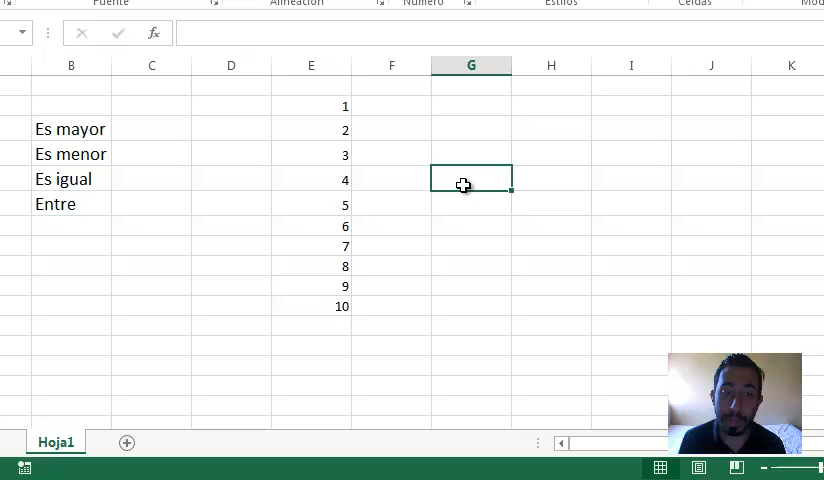 Fuente Alineación Número Estilos Celdas Mod
fx
B C D E F G H I J K
1
Es mayor 2
Es menor 3
Es igual 4
Entre 5
6
7
8
9
10
Hoja1